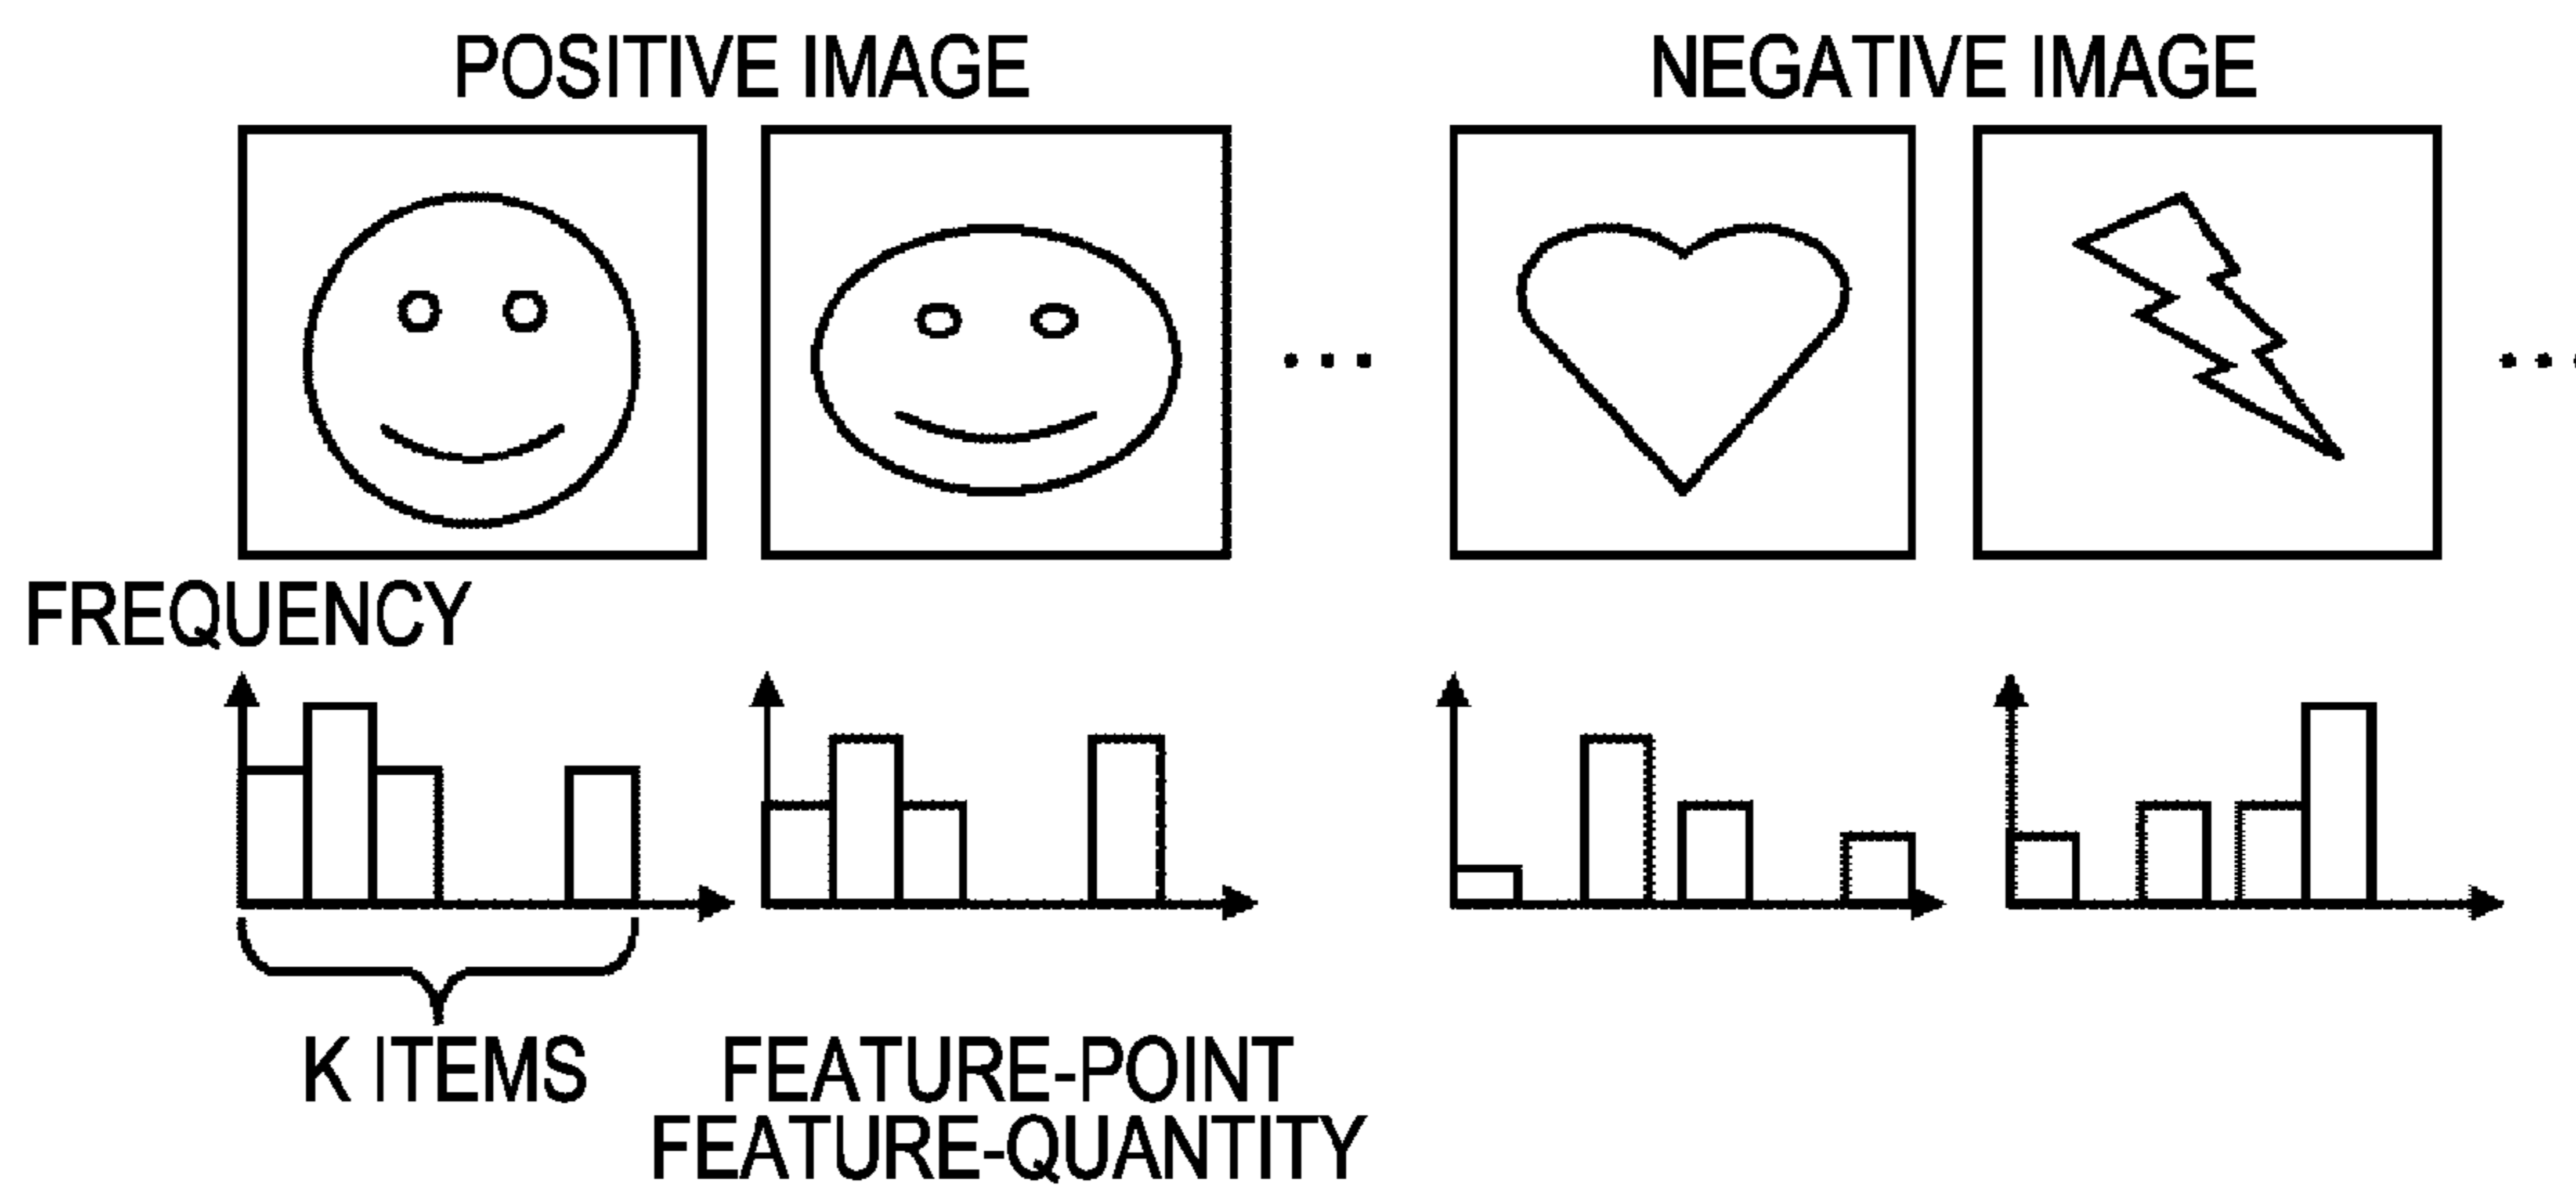 POSITIVE IMAGE
NEGATIVE IMAGE
FREQUENCY
K ITEMS
FEATURE-POINT
FEATURE-QUANTITY